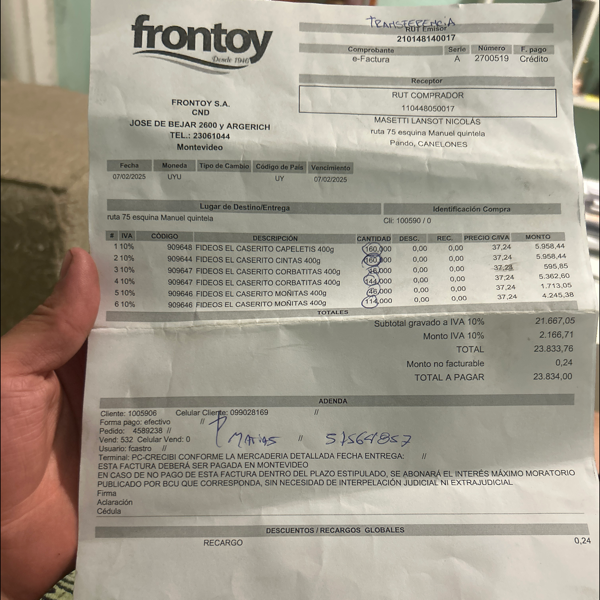 frontoy
Desde 1946
TRANSFERENCIA
RUT Emisor
210148140017
Comprobante Serie Número F. pago
e-Factura A 2700519 Crédito
Receptor
RUT COMPRADOR
110448050017
MASETTI LANSOT NICOLÁS
ruta 75 esquina Manuel quintela
Pando, CANELONES
FRONTOY S.A.
CND
JOSE DE BEJAR 2600 y ARGERICH
TEL.: 23061044
Montevideo
Fecha Moneda Tipo de Cambio Código de País Vencimiento
07/02/2025 UYU UY 07/02/2025
Lugar de Destino/Entrega Identificación Compra
ruta 75 esquina Manuel quintela Cli: 100590 / 0
# IVA CÓDIGO DESCRIPCIÓN CANTIDAD DESC. REC. PRECIO C/IVA MONTO
1 10% 909648 FIDEOS EL CASERITO CAPELETIS 400g 160,000 0,00 0,00 37,24 5.958,44
2 10% 909644 FIDEOS EL CASERITO CINTAS 400g 160,000 0,00 0,00 37,24 5.958,44
3 10% 909647 FIDEOS EL CASERITO CORBATITAS 400g 0,00 0,00 595,85
4 10% 909647 FIDEOS EL CASERITO CORBATITAS 400g 144,000 0,00 0,00 37,24 5.362,60
5 10% 909646 FIDEOS EL CASERITO MOÑITAS 400g 46,000 0,00 0,00 37,24 1.713,05
6 10% 909646 FIDEOS EL CASERITO MOÑITAS 400g 114,000 0,00 0,00 37,24 4.245,38
TOTALES
Subtotal gravado a IVA 10% 21.667,05
Monto IVA 10% 2.166,71
TOTAL 23.833,76
Monto no facturable 0,24
TOTAL A PAGAR 23.834,00
ADENDA
Cliente: 1005906 Celular Cliente: 099028169 //
Forma pago: efectivo //
Pedido: 4589238 //
Vend: 532 Celular Vend: 0 //
Matias 51564857
Usuario: fcastro //
Terminal: PC-CRECIBI CONFORME LA MERCADERIA DETALLADA FECHA ENTREGA: //
ESTA FACTURA DEBERÁ SER PAGADA EN MONTEVIDEO
EN CASO DE NO PAGO DE ESTA FACTURA DENTRO DEL PLAZO ESTIPULADO, SE ABONARÁ EL INTERÉS MÁXIMO MORATORIO
PUBLICADO POR BCU QUE CORRESPONDA, SIN NECESIDAD DE INTERPELACIÓN JUDICIAL NI EXTRAJUDICIAL
Firma
Aclaración
Cédula
DESCUENTOS / RECARGOS GLOBALES
RECARGO 0,24